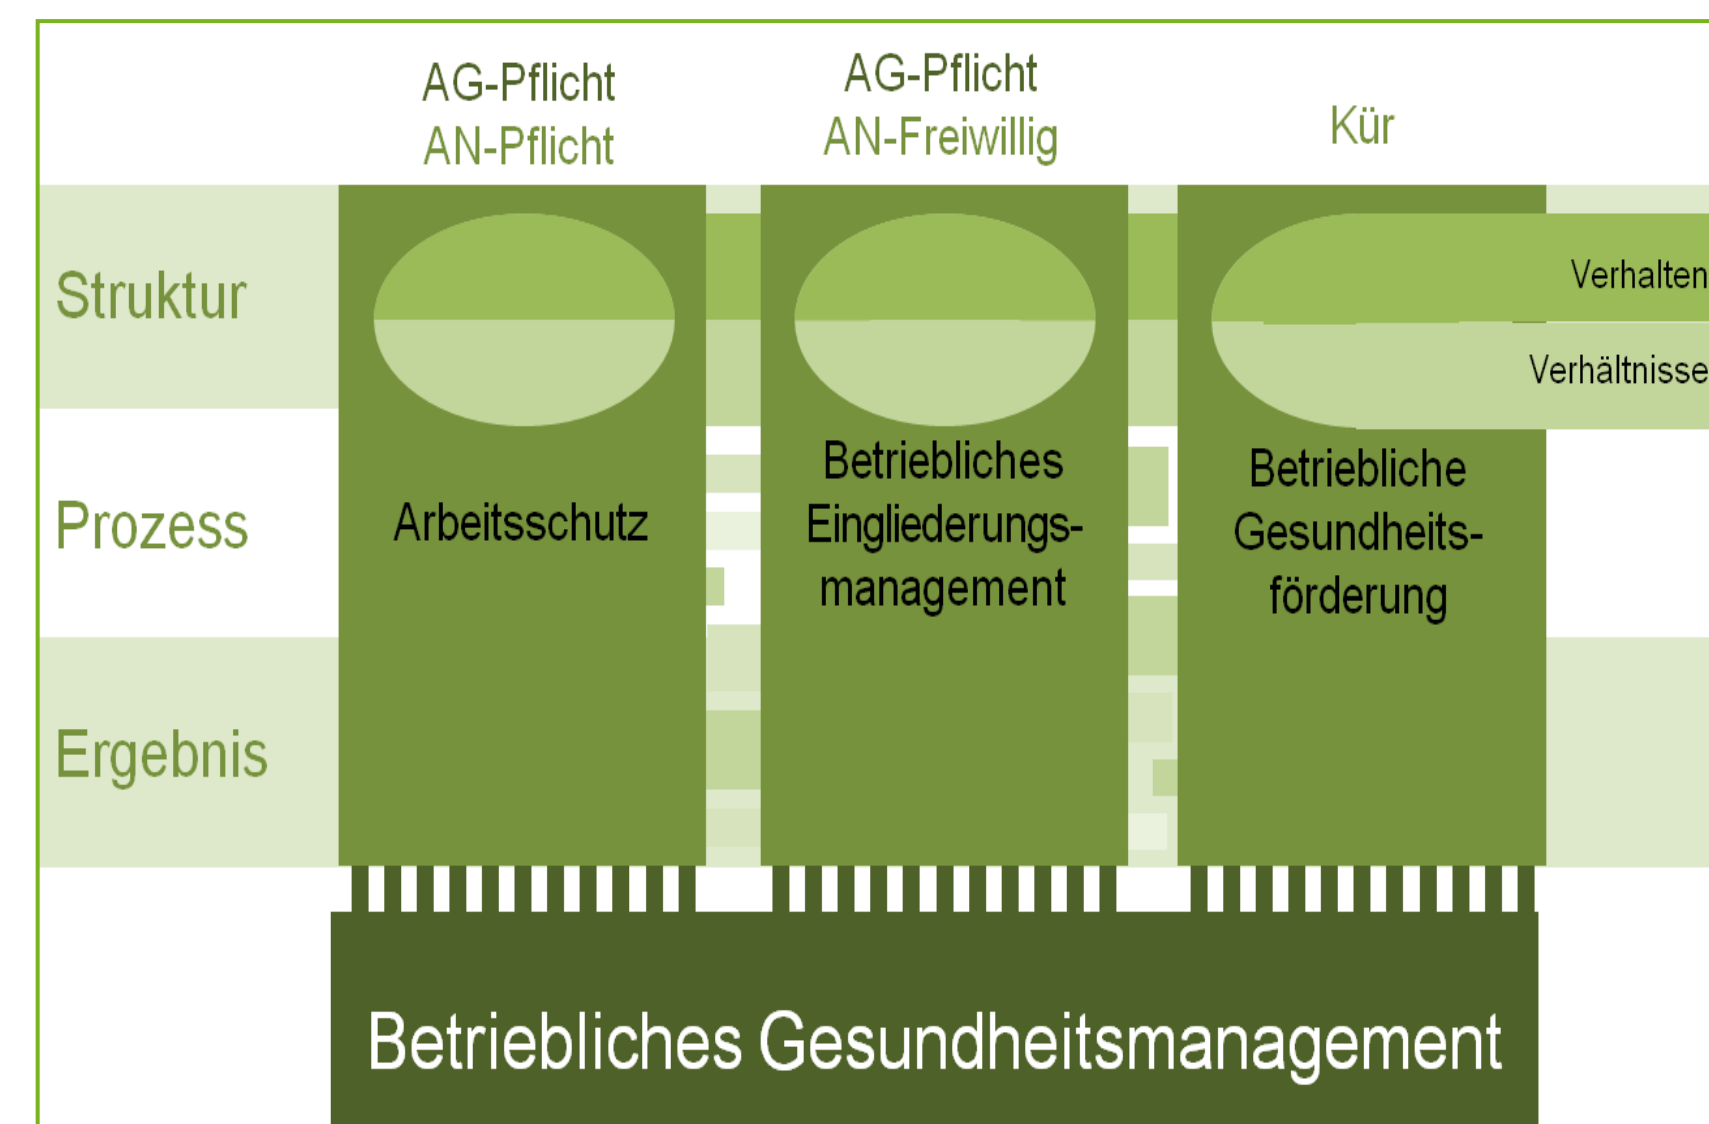 AG-Pflicht
AN-Pflicht
AG-Pflicht
AN-Freiwillig
Kür
Struktur
Verhalten
Verhältnisse
Prozess
Arbeitsschutz
Betriebliches
Eingliederungs-
management
Betriebliche
Gesundheits-
förderung
Ergebnis
Betriebliches Gesundheitsmanagement